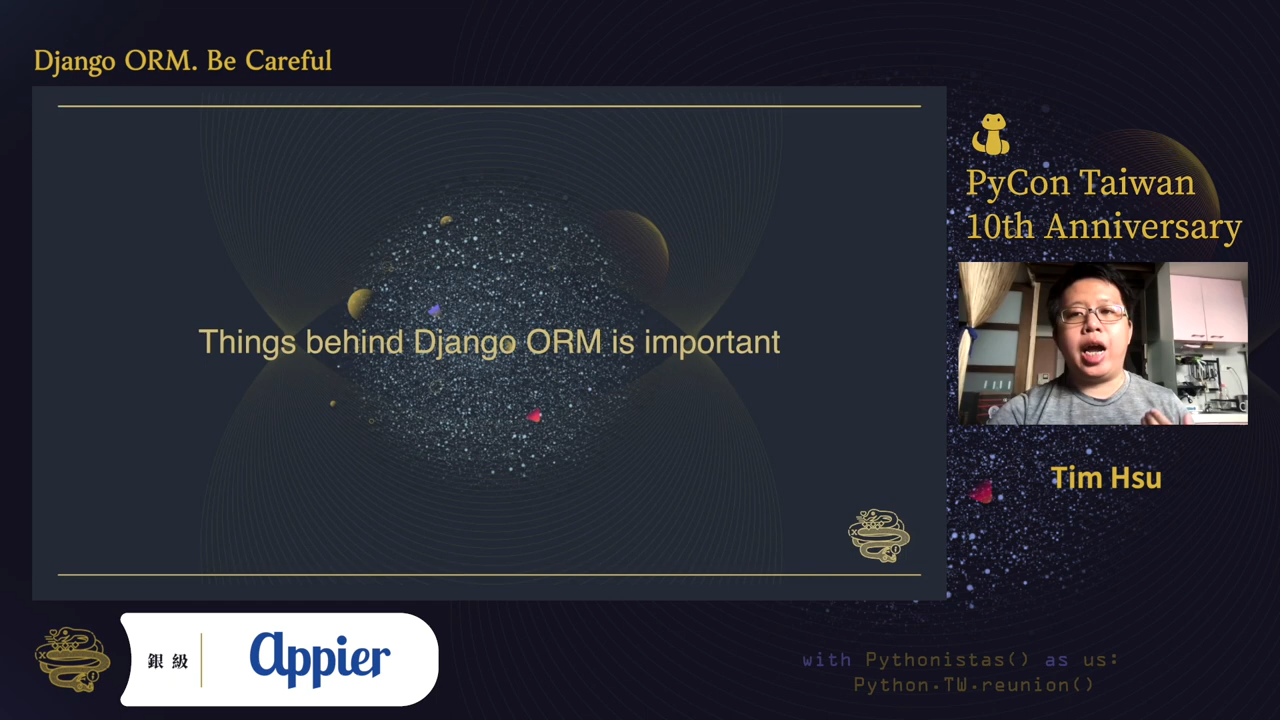 Django ORM. Be Careful
Things behind Django ORM is important
PyCon Taiwan
10th Anniversary
Tim Hsu
銀級
Appier
with Pythonistas() as us:
Python.TW.reunion()